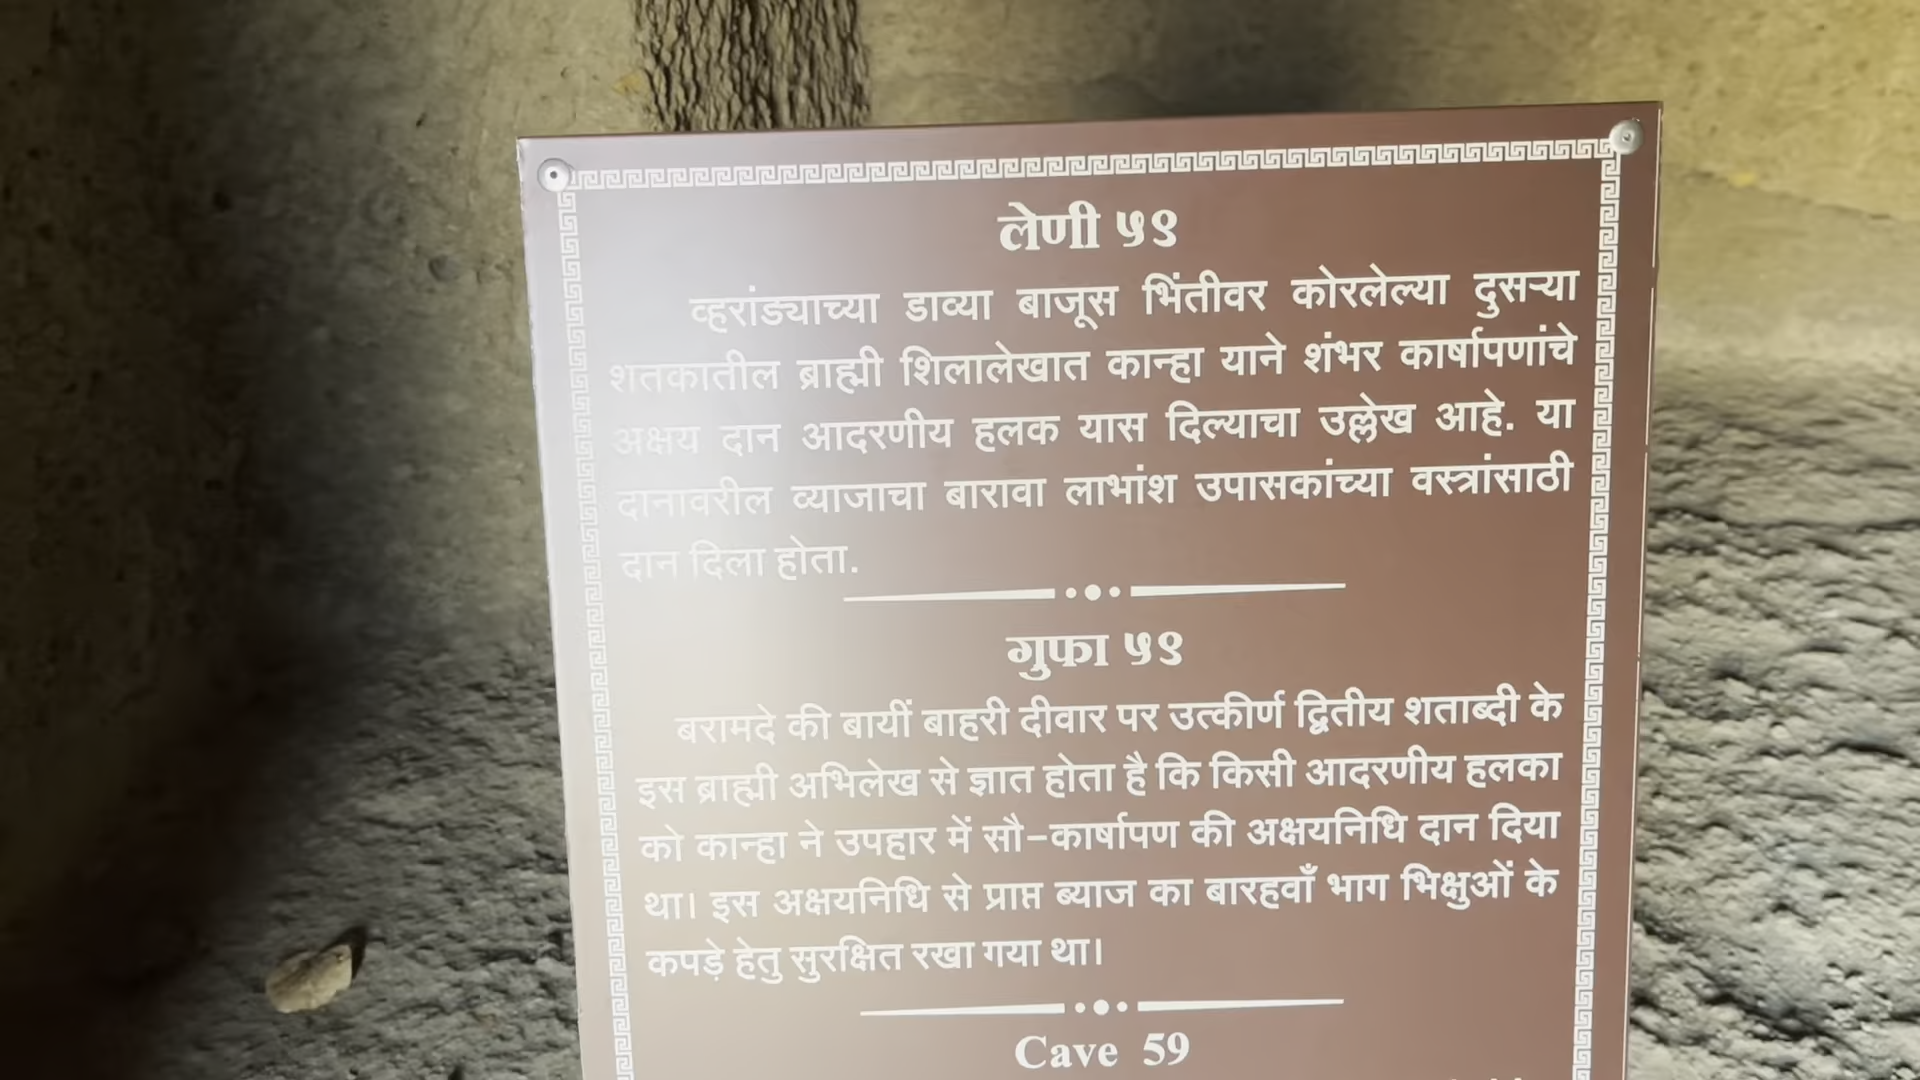 लेणी ५९
व्हरांड्याच्या डाव्या बाजूस भिंतीवर कोरलेल्या दुसऱ्या
शतकातील ब्राह्मी शिलालेखात कान्हा याने शंभर कार्षापणांचे
अक्षय दान आदरणीय हलक यास दिल्याचा उल्लेख आहे. या
दानावरील व्याजाचा बारावा लाभांश उपासकांच्या वस्त्रांसाठी
दान दिला होता.
गुफा ५९
बरामदे की बायीं बाहरी दीवार पर उत्कीर्ण द्वितीय शताब्दी के
इस ब्राह्मी अभिलेख से ज्ञात होता है कि किसी आदरणीय हलका
को कान्हा ने उपहार में सौ-कार्षापण की अक्षयनिधि दान दिया
था। इस अक्षयनिधि से प्राप्त ब्याज का बारहवाँ भाग भिक्षुओं के
कपड़े हेतु सुरक्षित रखा गया था।
Cave 59